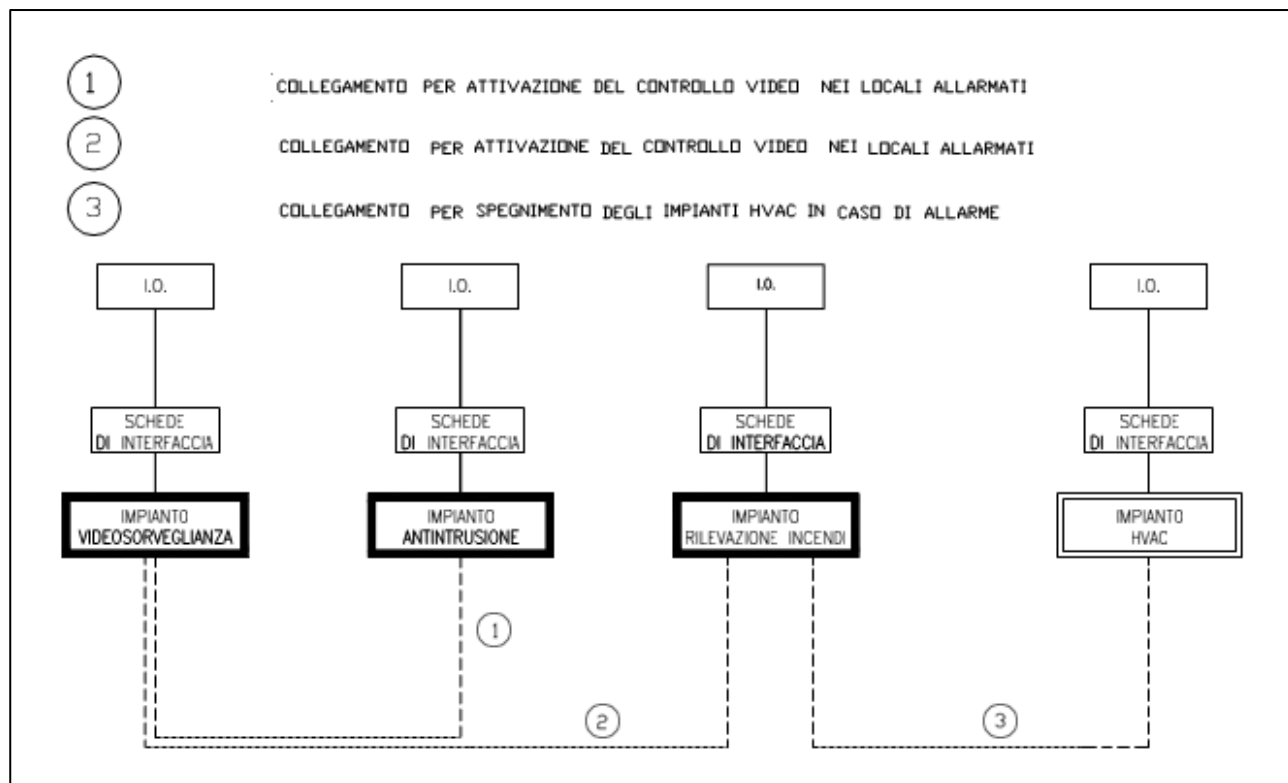 1 COLLEGAMENTO PER ATTIVAZIONE DEL CONTROLLO VIDEO NEI LOCALI ALLARMATI
2 COLLEGAMENTO PER ATTIVAZIONE DEL CONTROLLO VIDEO NEI LOCALI ALLARMATI
3 COLLEGAMENTO PER SPEGNIMENTO DEGLI IMPIANTI HVAC IN CASO DI ALLARME
I.O.
I.O.
I.O.
I.O.
SCHEDE
DI INTERFACCIA
SCHEDE
DI INTERFACCIA
SCHEDE
DI INTERFACCIA
SCHEDE
DI INTERFACCIA
IMPIANTO
VIDEOSORVEGLIANZA
IMPIANTO
ANTINTRUSIONE
IMPIANTO
RILEVAZIONE INCENDI
IMPIANTO
HVAC
1
2
3